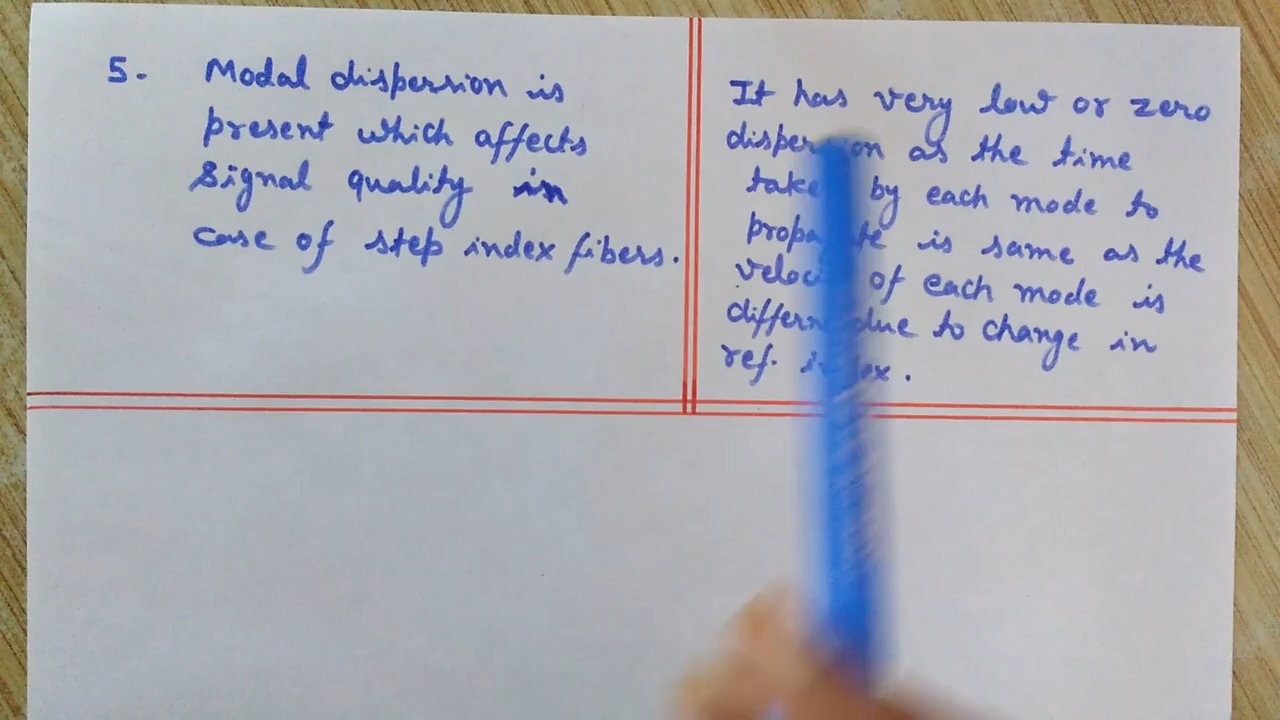 5. Modal dispersion is
present which affects
signal quality in
case of step index fibers.
It has very low or zero
as the time
by each mode to
is same as the
of each mode is
due to change in
ref.